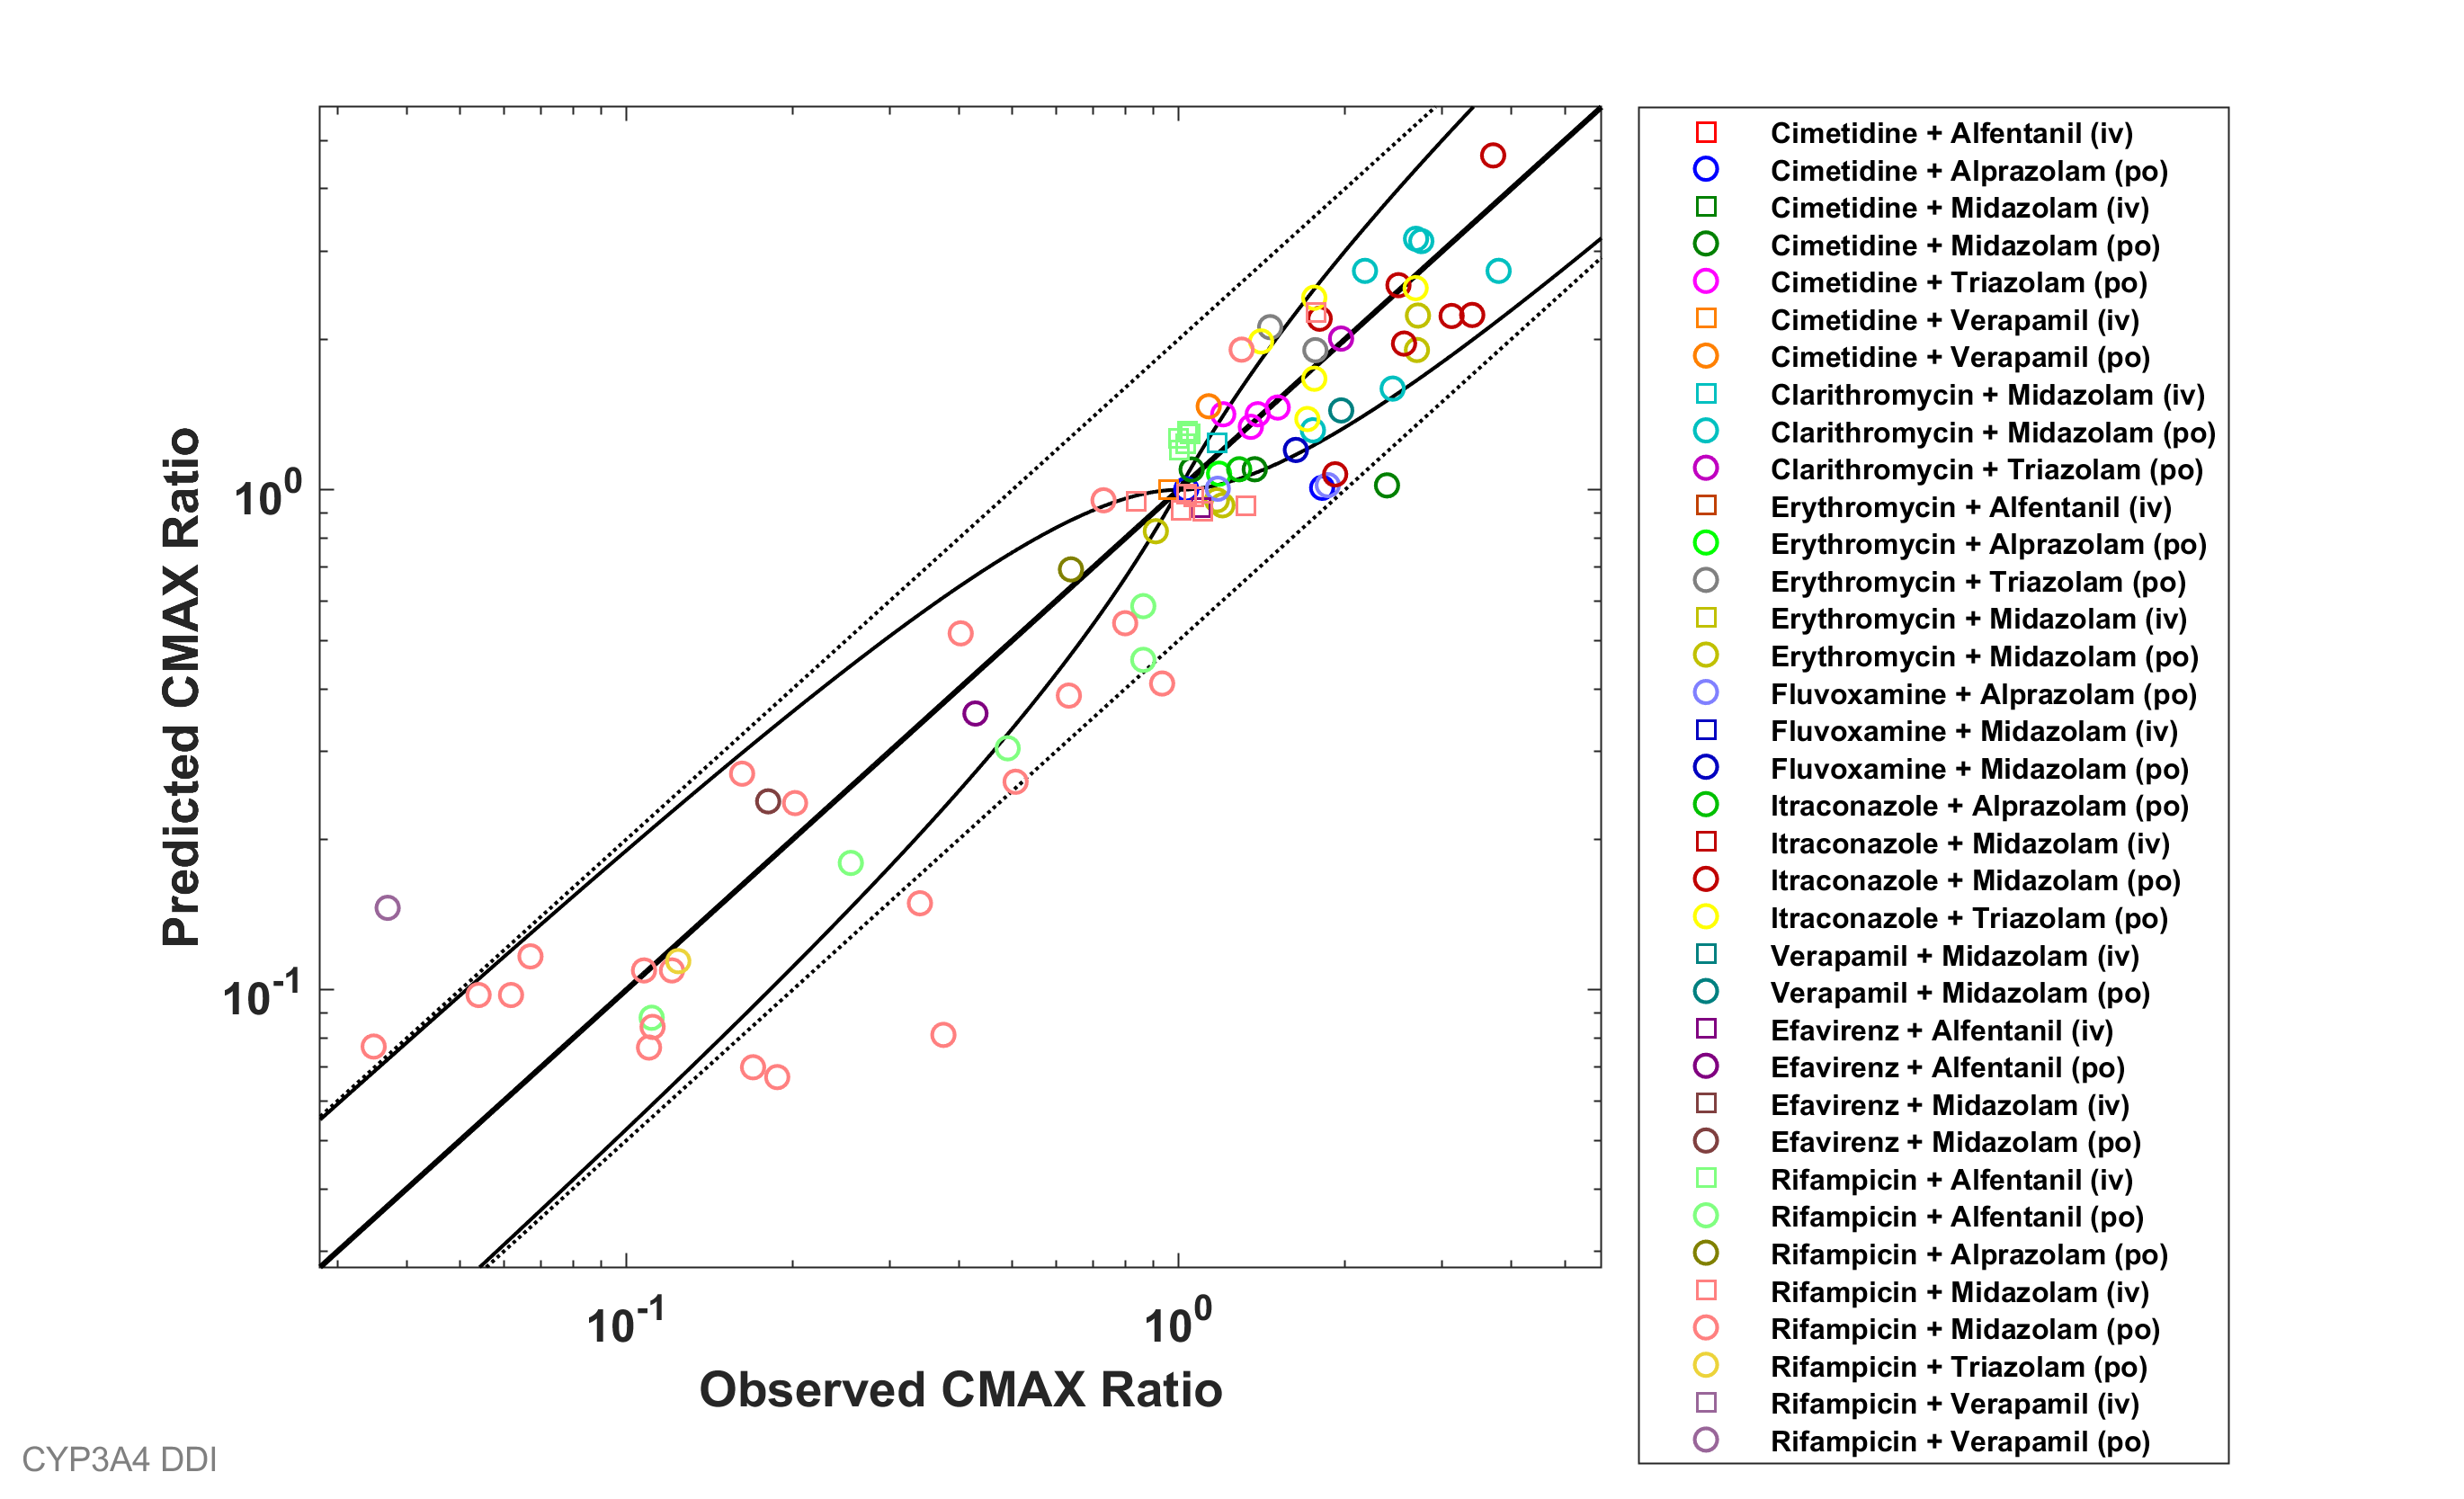 Predicted CMAX Ratio
10^0
10^-1
10^-1
10^0
Observed CMAX Ratio
Cimetidine + Alfentanil (iv)
Cimetidine + Alprazolam (po)
Cimetidine + Midazolam (iv)
Cimetidine + Midazolam (po)
Cimetidine + Triazolam (po)
Cimetidine + Verapamil (iv)
Cimetidine + Verapamil (po)
Clarithromycin + Midazolam (iv)
Clarithromycin + Midazolam (po)
Clarithromycin + Triazolam (po)
Erythromycin + Alfentanil (iv)
Erythromycin + Alprazolam (po)
Erythromycin + Triazolam (po)
Erythromycin + Midazolam (iv)
Erythromycin + Midazolam (po)
Fluvoxamine + Alprazolam (po)
Fluvoxamine + Midazolam (iv)
Fluvoxamine + Midazolam (po)
Itraconazole + Alprazolam (po)
Itraconazole + Midazolam (iv)
Itraconazole + Midazolam (po)
Itraconazole + Triazolam (po)
Verapamil + Midazolam (iv)
Verapamil + Midazolam (po)
Efavirenz + Alfentanil (iv)
Efavirenz + Alfentanil (po)
Efavirenz + Midazolam (iv)
Efavirenz + Midazolam (po)
Rifampicin + Alfentanil (iv)
Rifampicin + Alfentanil (po)
Rifampicin + Alprazolam (po)
Rifampicin + Midazolam (iv)
Rifampicin + Midazolam (po)
Rifampicin + Triazolam (po)
Rifampicin + Verapamil (iv)
Rifampicin + Verapamil (po)
CYP3A4 DDI